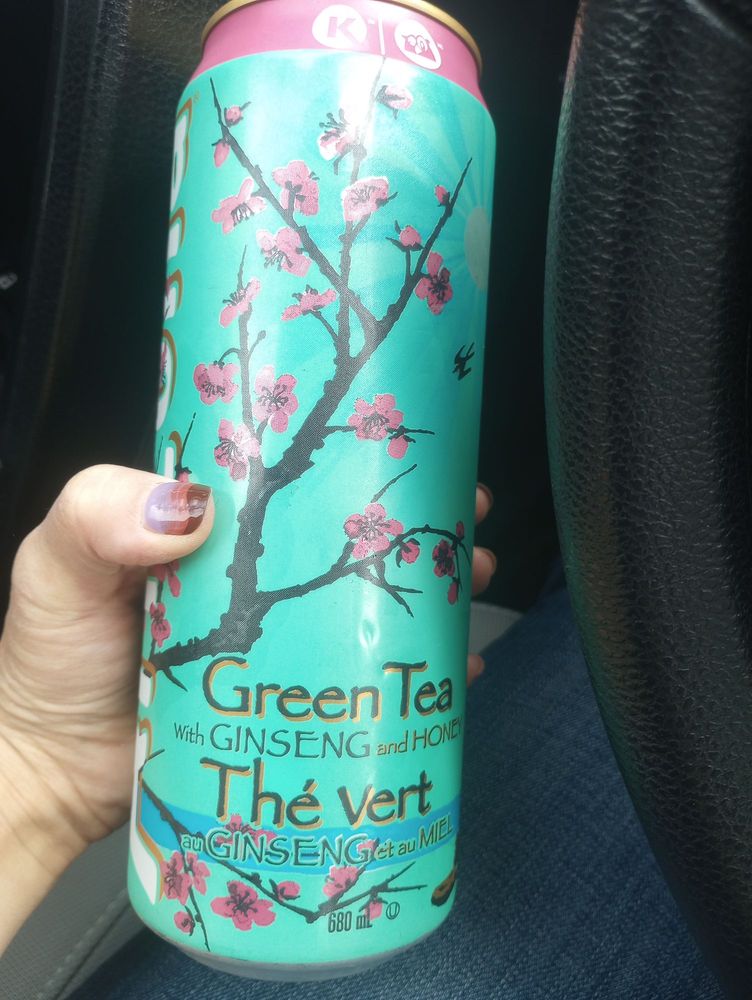 K
Green Tea
With GINSENG and HONEY
Thé vert
au GINSENG et au MIEL
680 mL U